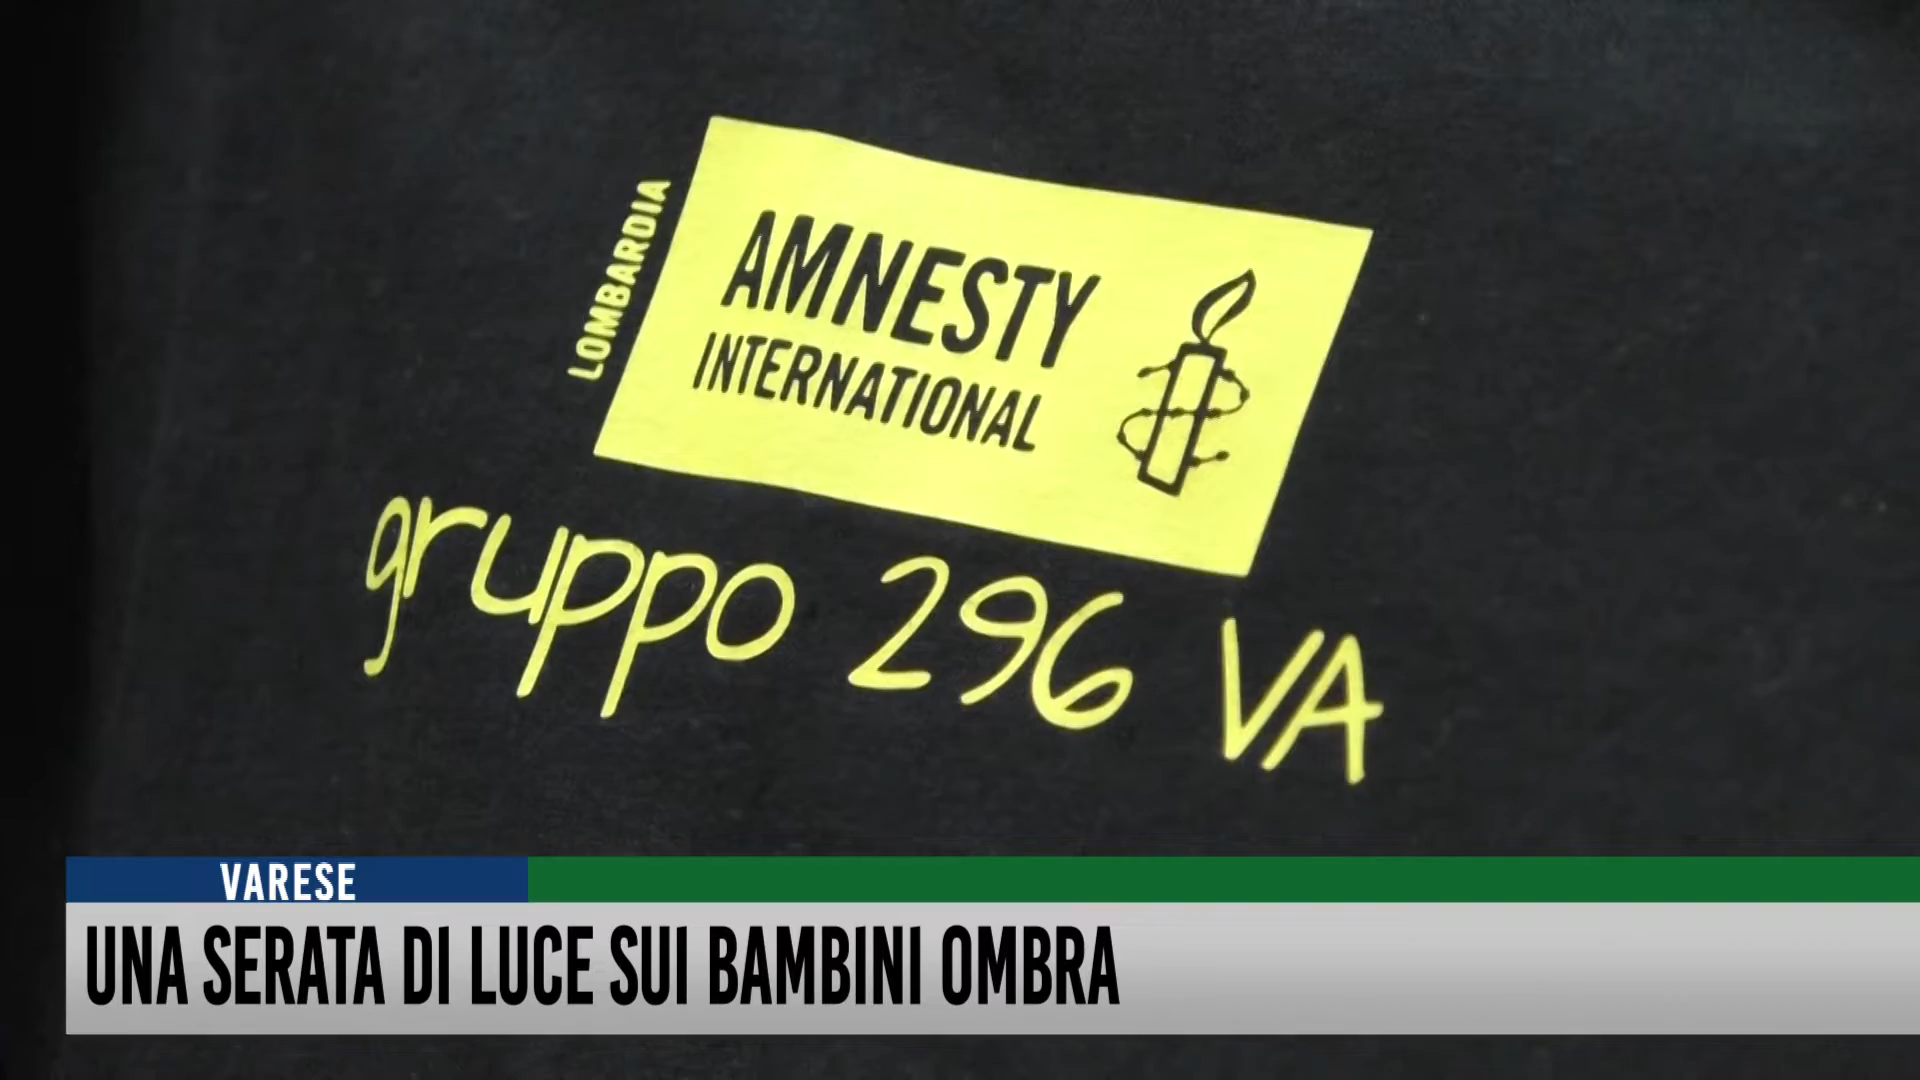 LOMBARDIA
AMNESTY
INTERNATIONAL
gruppo 296 VA
VARESE
UNA SERATA DI LUCE SUI BAMBINI OMBRA